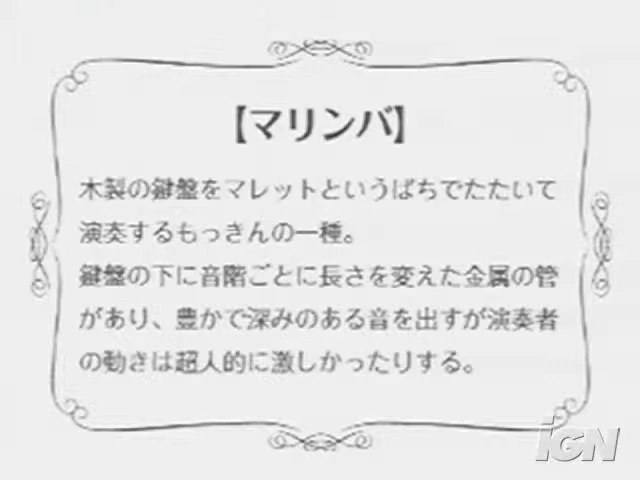 【マリンバ】
木製の鍵盤をマレットというばちでたたいて
演奏するもっきんの一種。
鍵盤の下に音階ごとに長さを変えた金属の管
があり、豊かで深みのある音を出すが演奏者
の動きは超人的に激しかったりする。
IGN